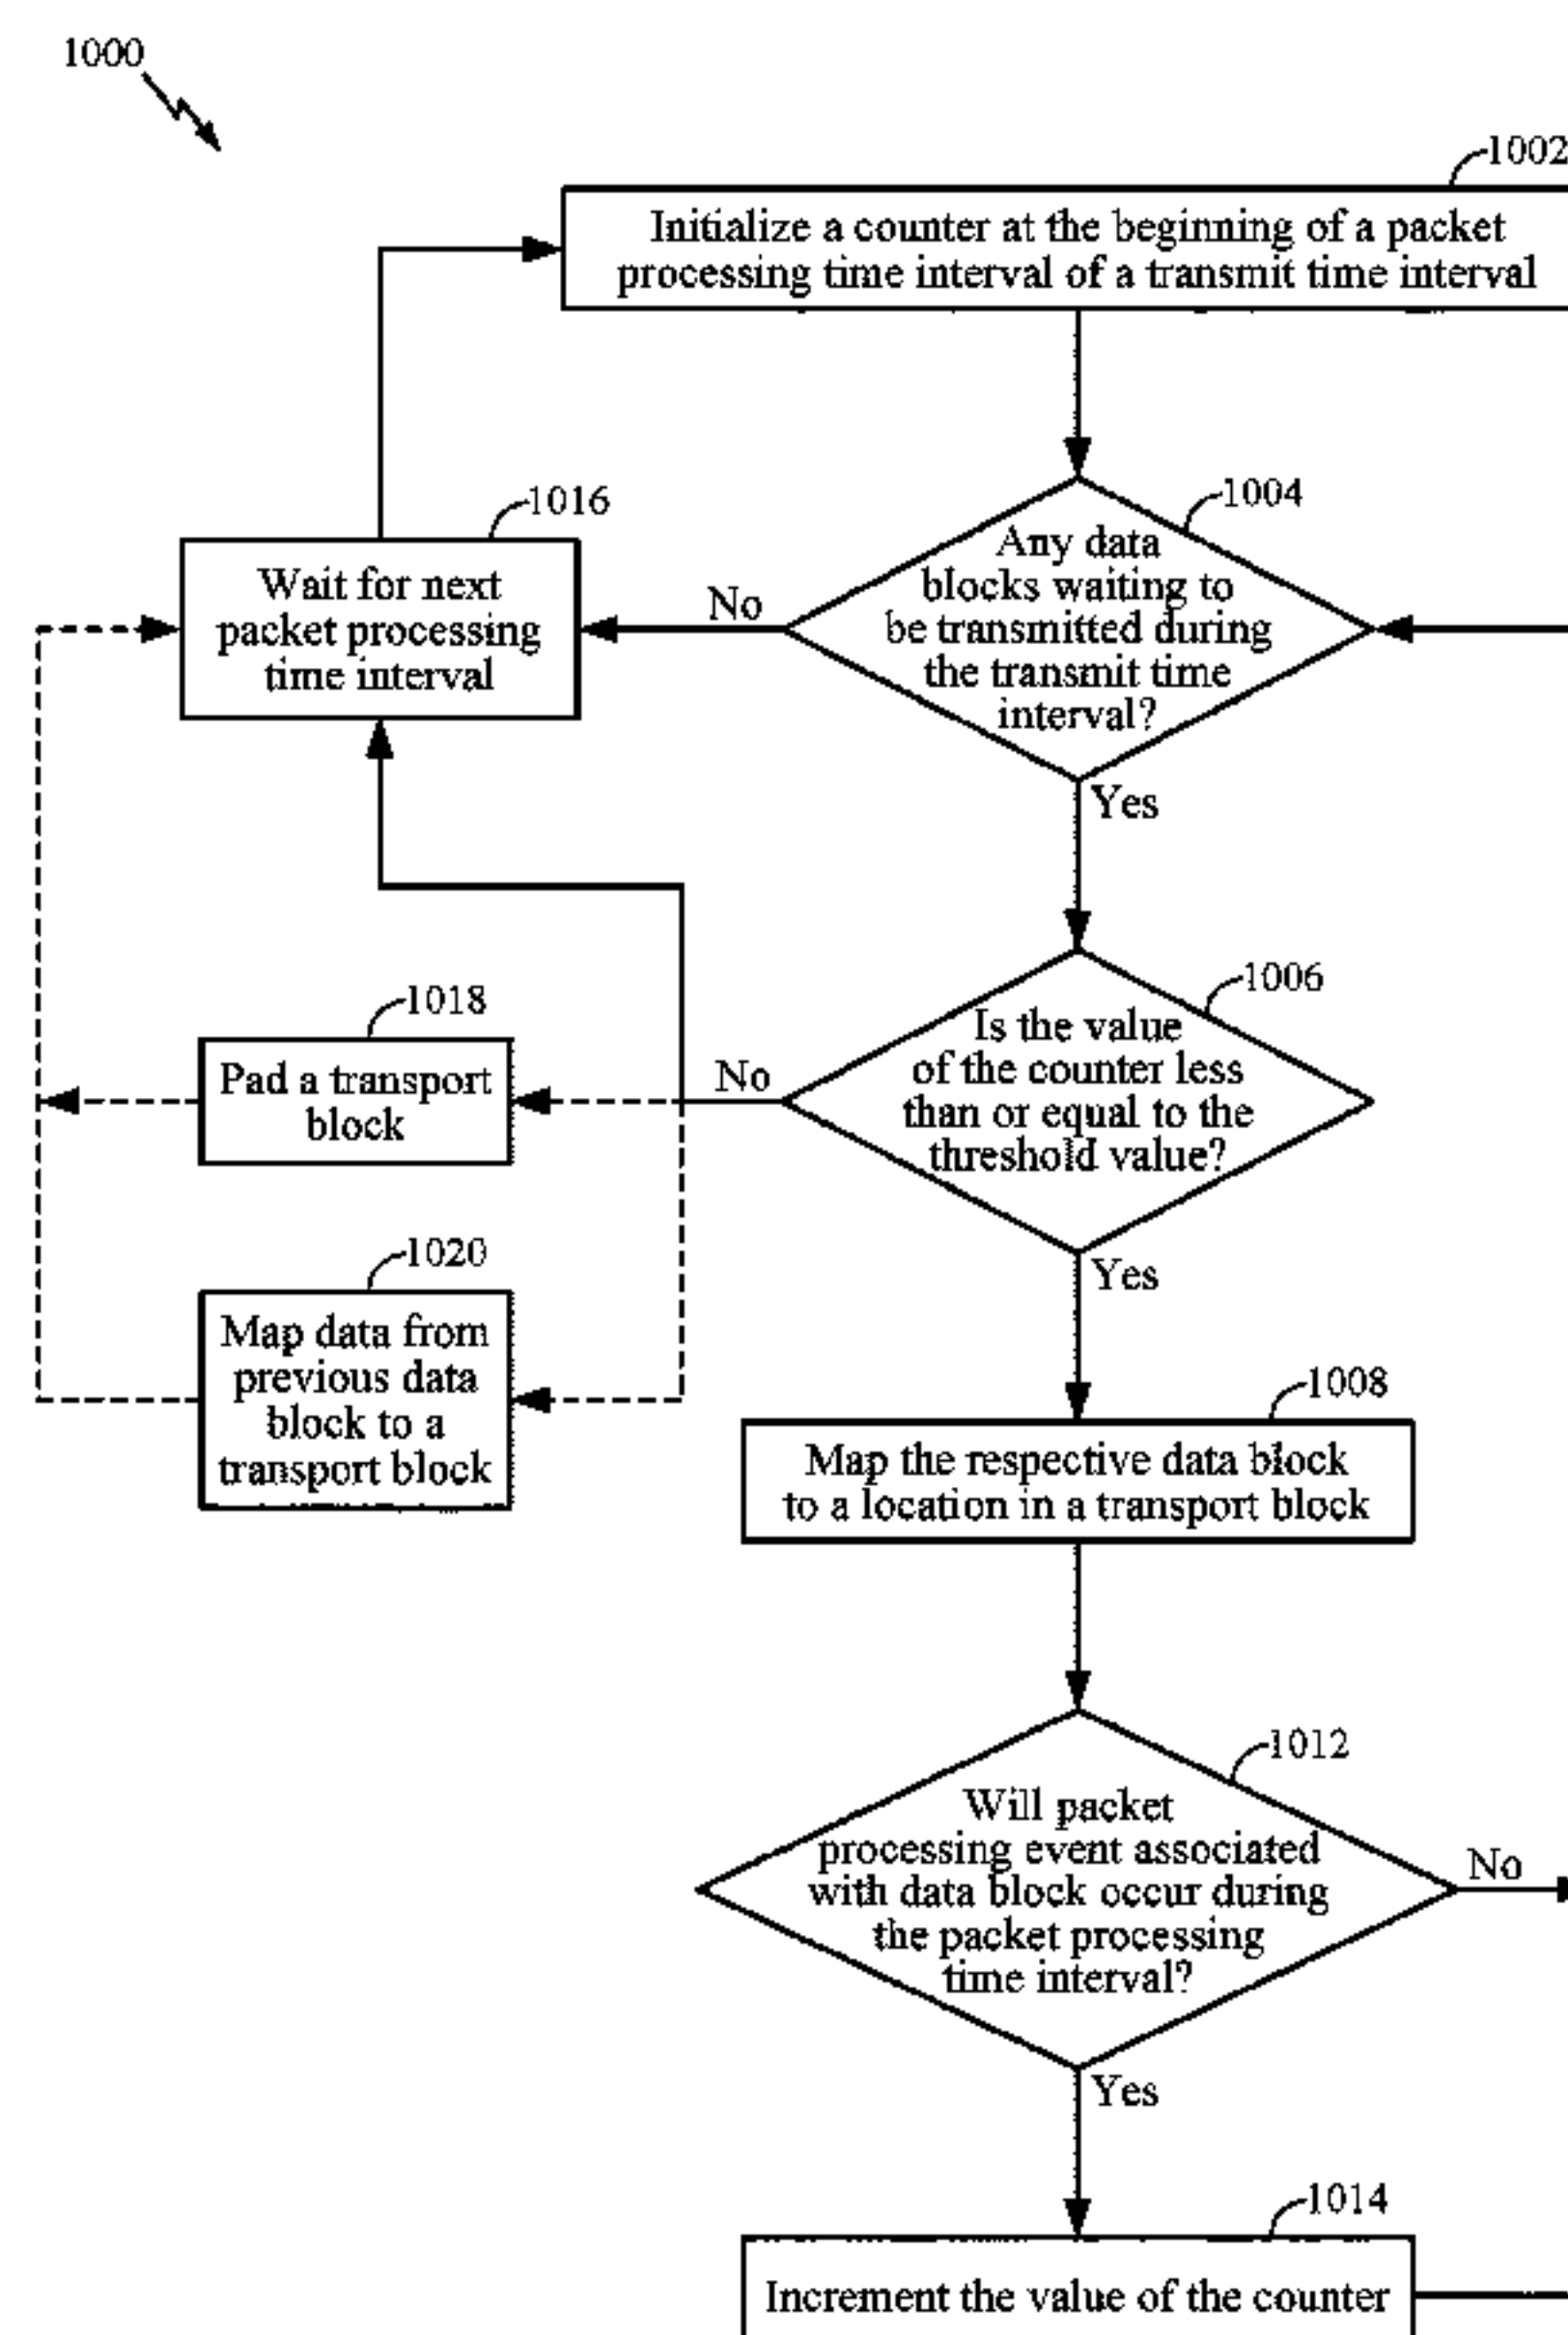 1000
1002
Initialize a counter at the beginning of a packet
processing time interval of a transmit time interval
1004
Any data
blocks waiting to
be transmitted during
the transmit time
interval?
No
Yes
1016
Wait for next
packet processing
time interval
1006
Is the value
of the counter less
than or equal to the
threshold value?
No
Yes
1018
Pad a transport
block
1020
Map data from
previous data
block to a
transport block
1008
Map the respective data block
to a location in a transport block
1012
Will packet
processing event associated
with data block occur during
the packet processing
time interval?
No
Yes
1014
Increment the value of the counter